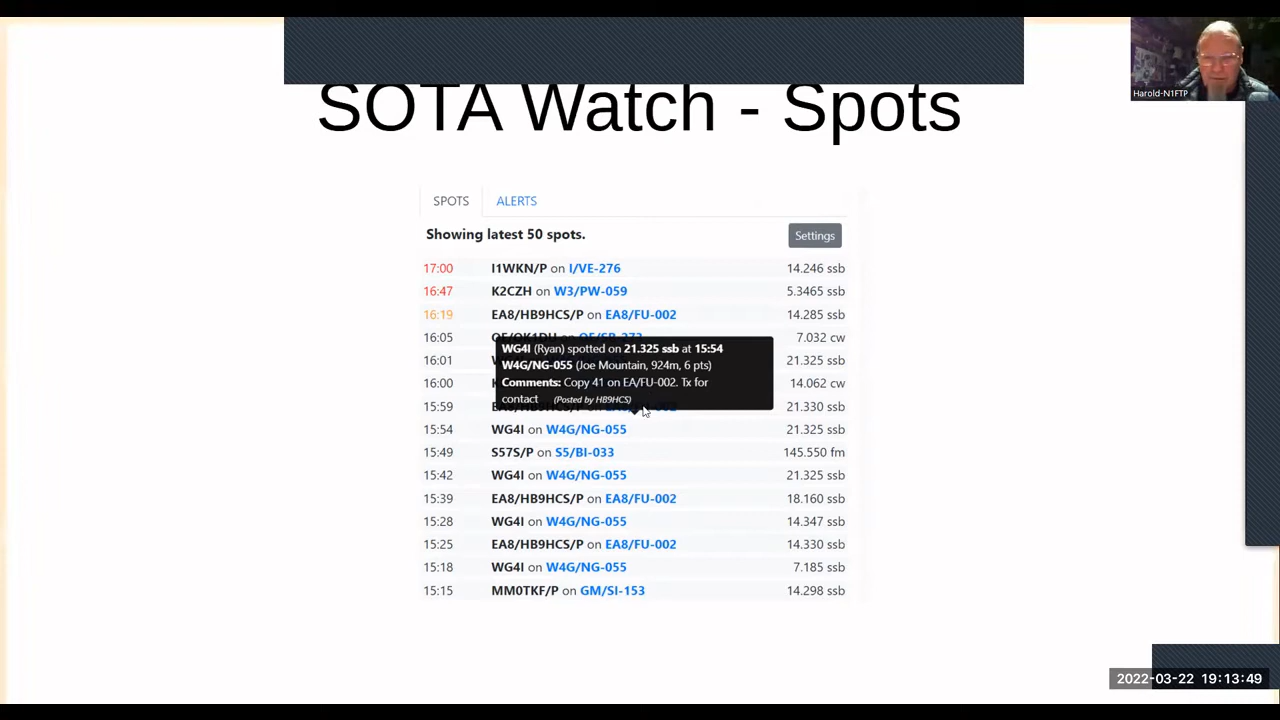 SOTA Watch - Spots
Harold-N1FTP
SPOTS ALERTS
Showing latest 50 spots. Settings
17:00 I1WKN/P on I/VE-276 14.246 ssb
16:47 K2CZH on W3/PW-059 5.3465 ssb
16:19 EA8/HB9HCS/P on EA8/FU-002 14.285 ssb
16:05 7.032 cw
WG4I (Ryan) spotted on 21.325 ssb at 15:54
16:01 21.325 ssb
W4G/NG-055 (Joe Mountain, 924m, 6 pts)
16:00 14.062 cw
Comments: Copy 41 on EA/FU-002. Tx for
contact (Posted by HB9HCS)
15:59 21.330 ssb
15:54 WG4I on W4G/NG-055 21.325 ssb
15:49 S57S/P on S5/BI-033 145.550 fm
15:42 WG4I on W4G/NG-055 21.325 ssb
15:39 EA8/HB9HCS/P on EA8/FU-002 18.160 ssb
15:28 WG4I on W4G/NG-055 14.347 ssb
15:25 EA8/HB9HCS/P on EA8/FU-002 14.330 ssb
15:18 WG4I on W4G/NG-055 7.185 ssb
15:15 MM0TKF/P on GM/SI-153 14.298 ssb
2022-03-22 19:13:49